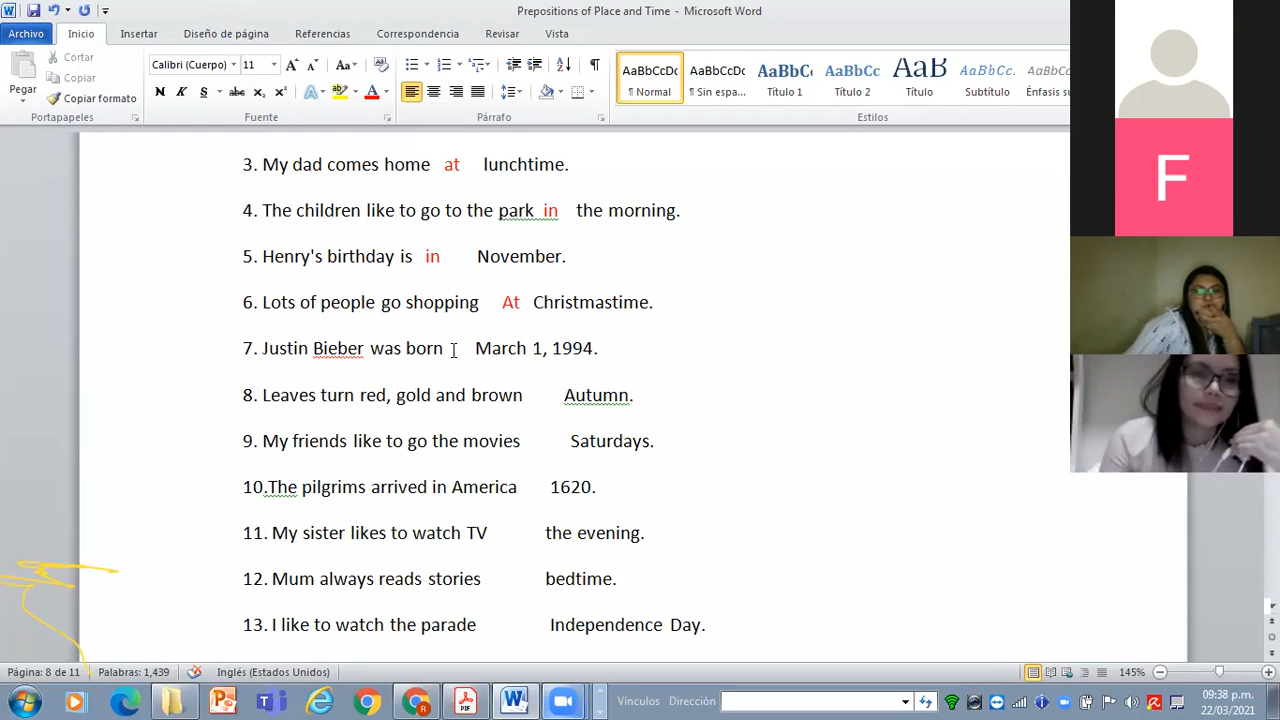 Prepositions of Place and Time - Microsoft Word
Archivo Inicio Insertar Diseño de página Referencias Correspondencia Revisar Vista
Pegar
Cortar
Copiar
Copiar formato
Portapapeles
Calibri (Cuerpo) 11
Fuente
Párrafo
AaBbCcDc AaBbCcDc AaBbC AaBbCc AaB AaBbCc. AaBbCc
¶ Normal ¶ Sin espa... Título 1 Título 2 Título Subtítulo Énfasis su
Estilos
F
3. My dad comes home at lunchtime.
4. The children like to go to the park in the morning.
5. Henry's birthday is in November.
6. Lots of people go shopping At Christmastime.
7. Justin Bieber was born March 1, 1994.
8. Leaves turn red, gold and brown Autumn.
9. My friends like to go the movies Saturdays.
10.The pilgrims arrived in America 1620.
11. My sister likes to watch TV the evening.
12. Mum always reads stories bedtime.
13. I like to watch the parade Independence Day.
Página: 8 de 11 Palabras: 1,439 Inglés (Estados Unidos) 145%
Vínculos Dirección
09:38 p.m.
22/03/2021